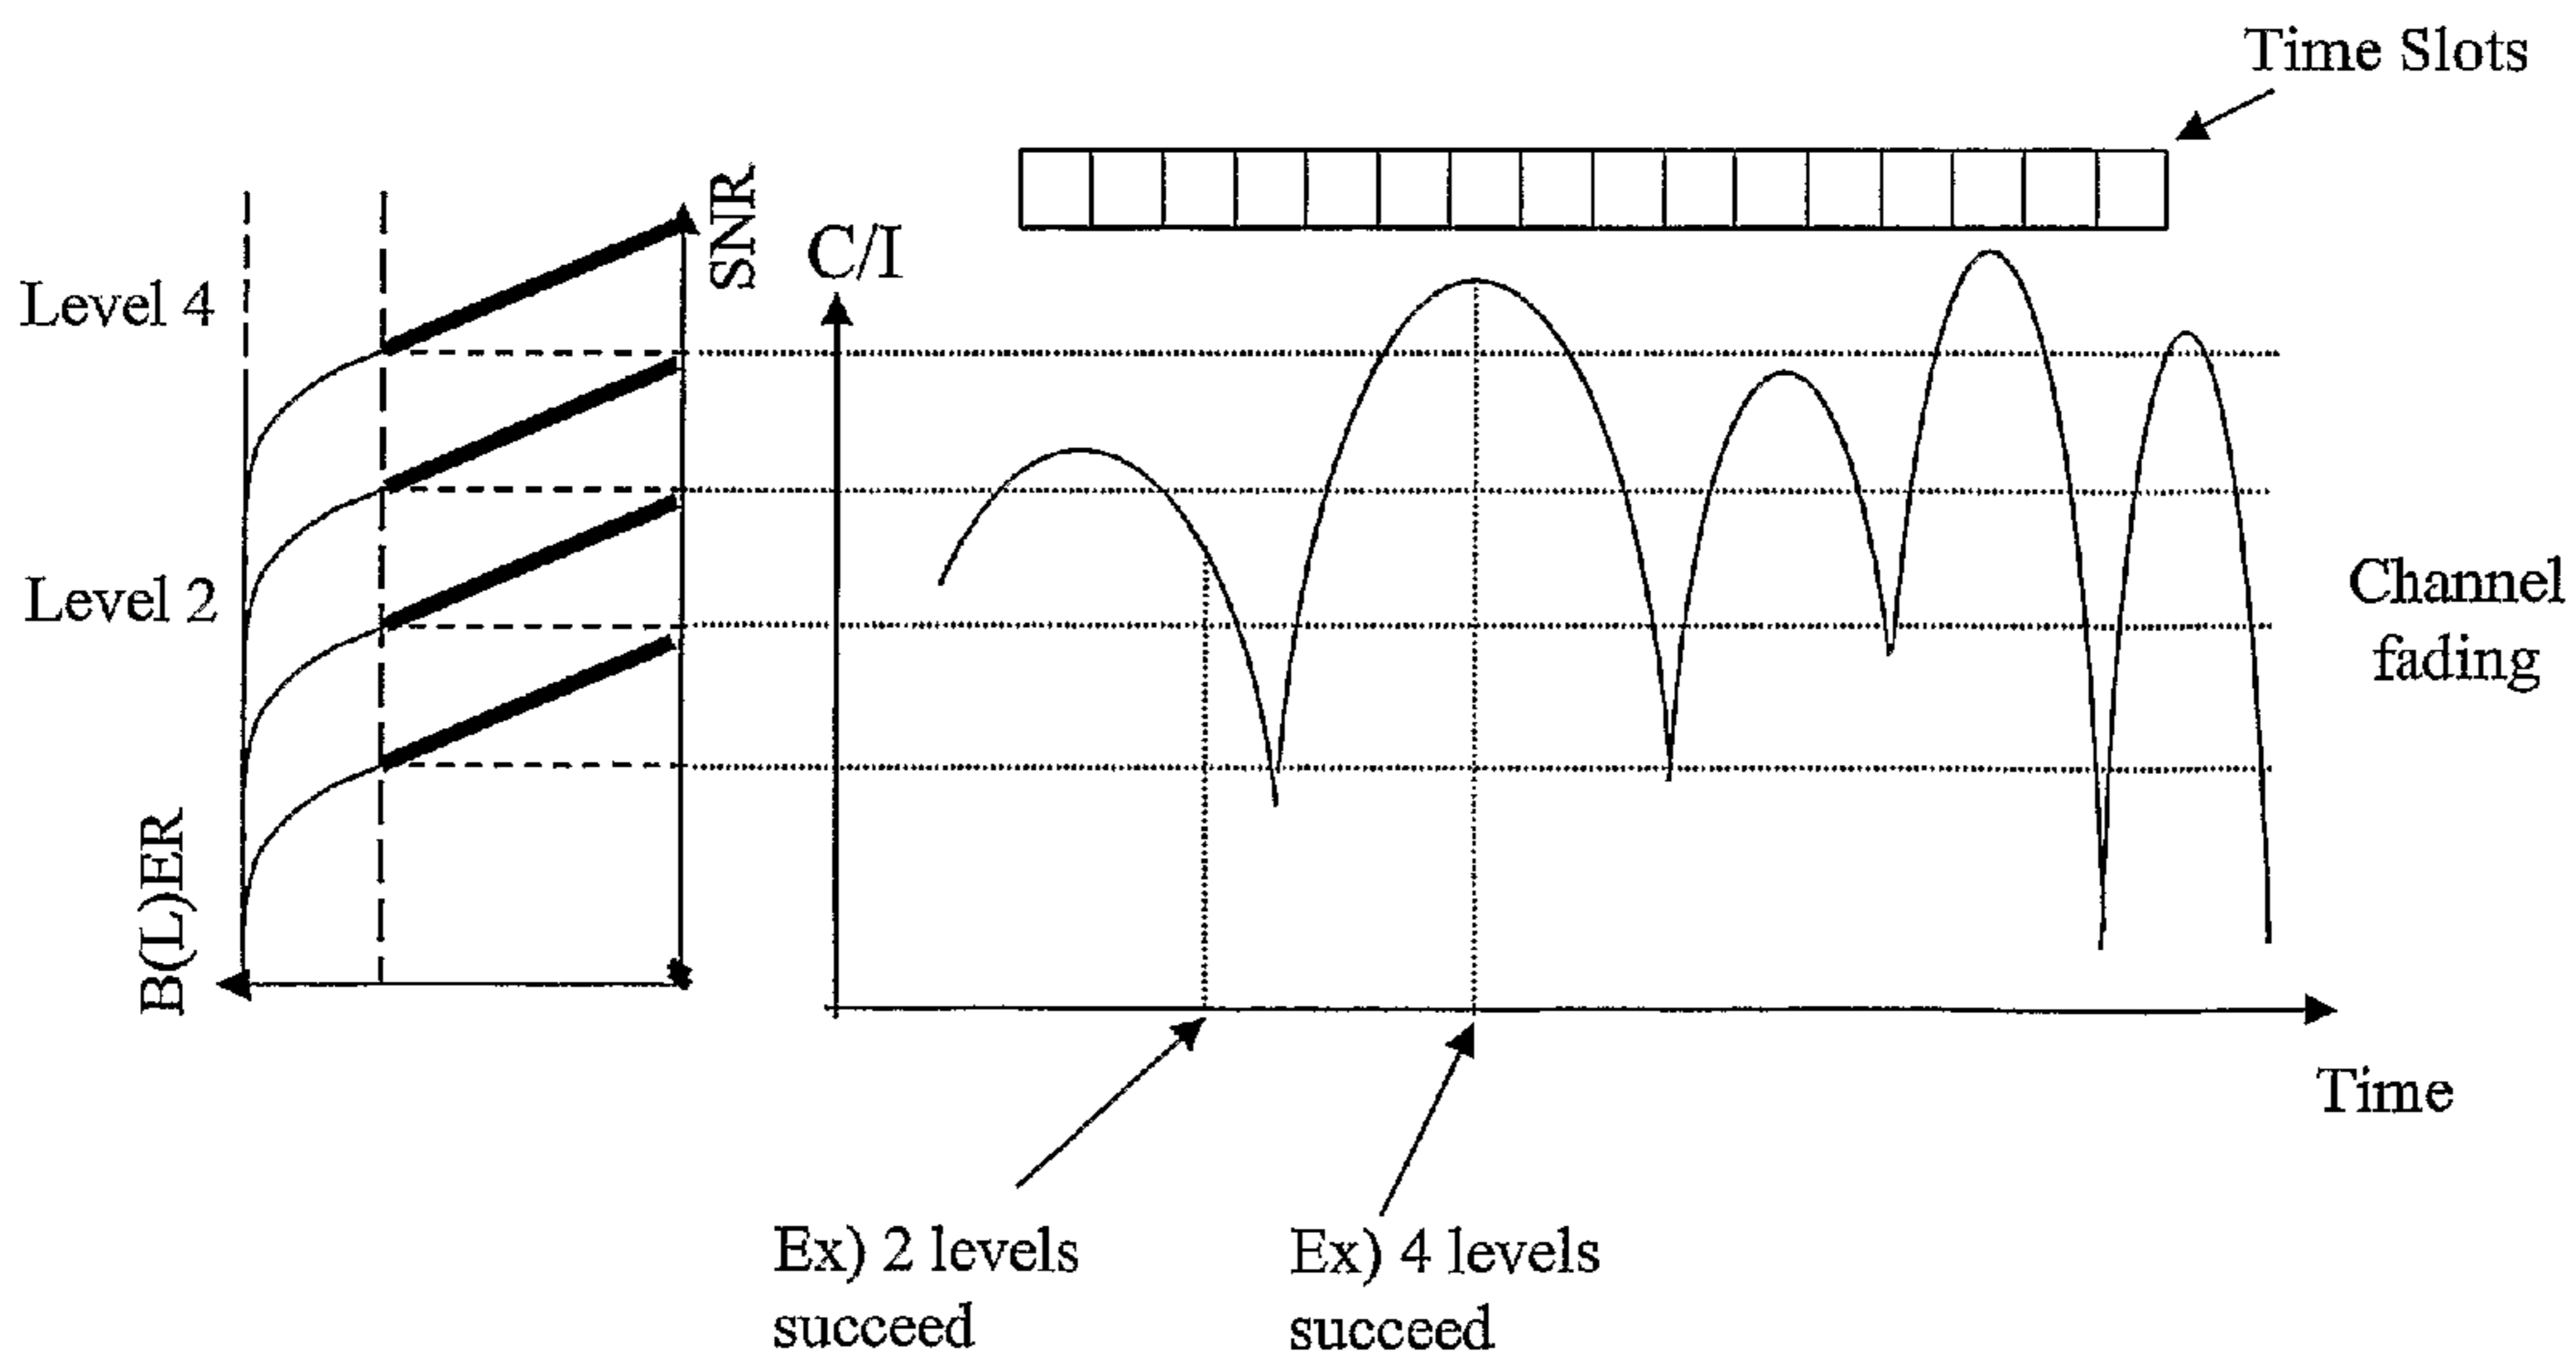 Time Slots
SNR
C/I
Level 4
Level 2
Channel
fading
B(L)ER
Time
Ex) 2 levels
succeed
Ex) 4 levels
succeed